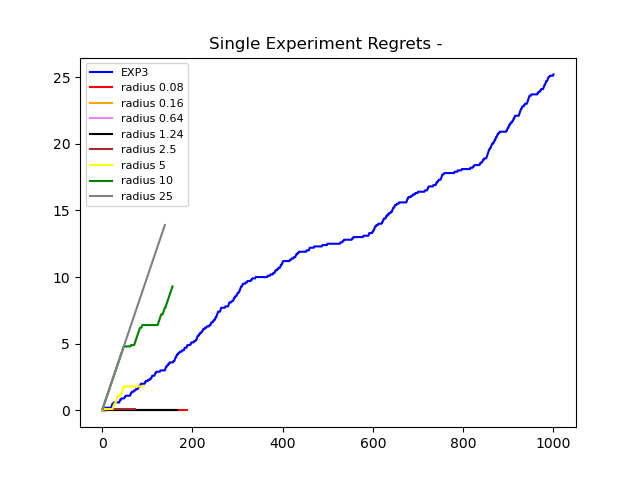 Single Experiment Regrets -
EXP3
radius 0.08
radius 0.16
radius 0.64
radius 1.24
radius 2.5
radius 5
radius 10
radius 25
25
20
15
10
5
0
0 200 400 600 800 1000